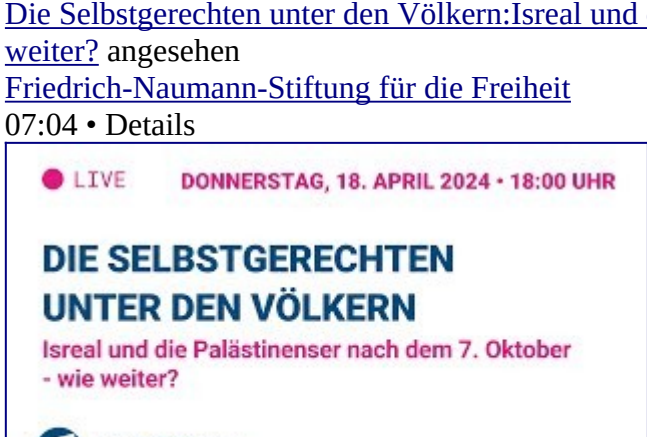 Die Selbstgerechten unter den Völkern:Isreal und
weiter? angesehen
Friedrich-Naumann-Stiftung für die Freiheit
07:04 • Details
LIVE DONNERSTAG, 18. APRIL 2024 • 18:00 UHR
DIE SELBSTGERECHTEN
UNTER DEN VÖLKERN
Isreal und die Palästinenser nach dem 7. Oktober
- wie weiter?